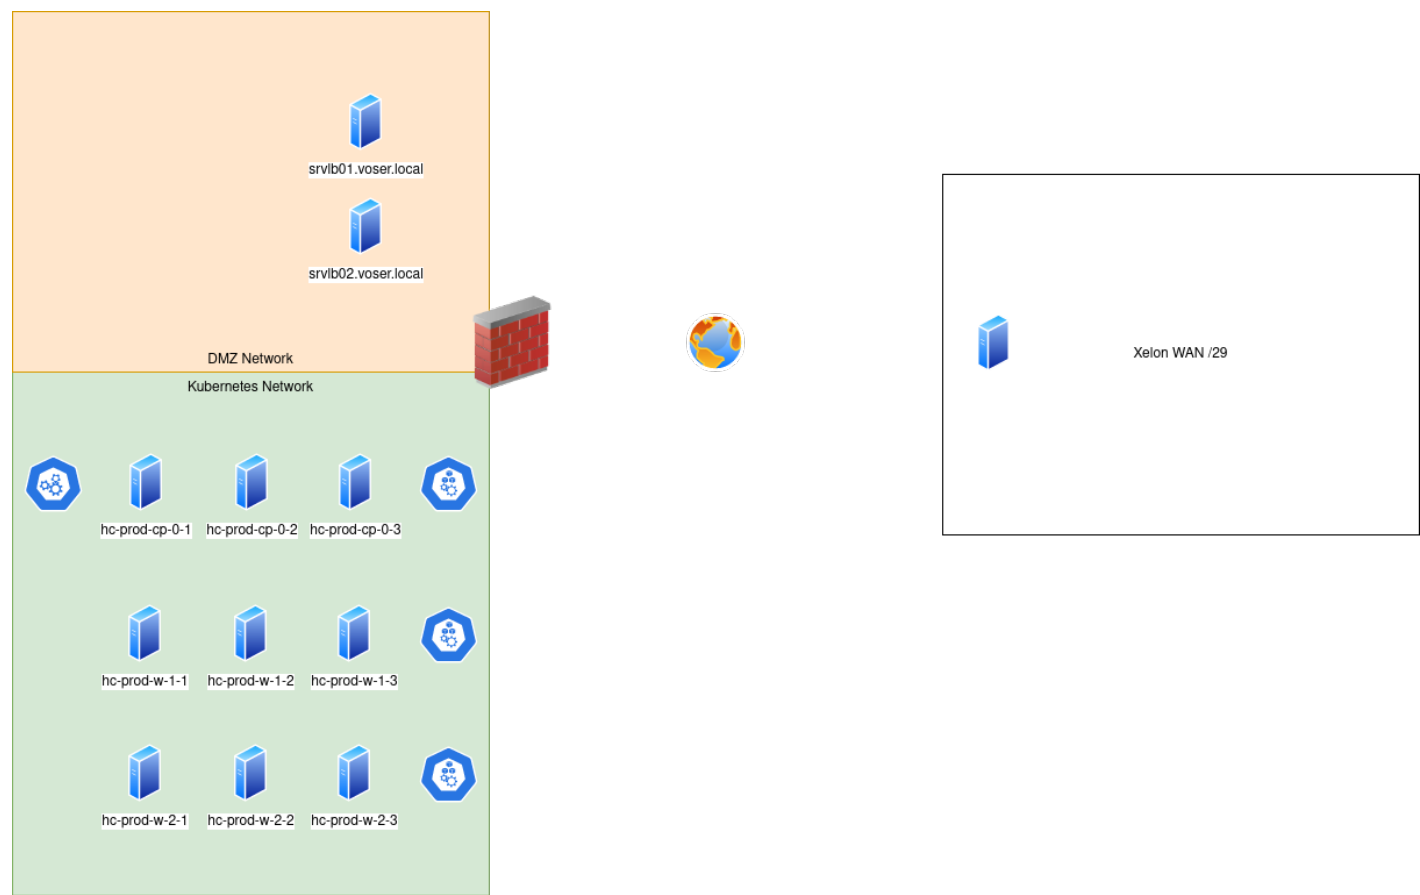 srvlb01.voser.local
srvlb02.voser.local
DMZ Network
Xelon WAN /29
Kubernetes Network
hc-prod-cp-0-1 hc-prod-cp-0-2 hc-prod-cp-0-3
hc-prod-w-1-1 hc-prod-w-1-2 hc-prod-w-1-3
hc-prod-w-2-1 hc-prod-w-2-2 hc-prod-w-2-3